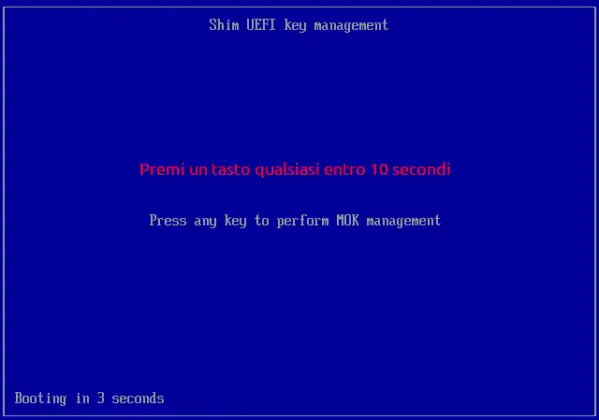 Shim UEFI key management
Premi un tasto qualsiasi entro 10 secondi
Press any key to perform MOK management
Booting in 3 seconds